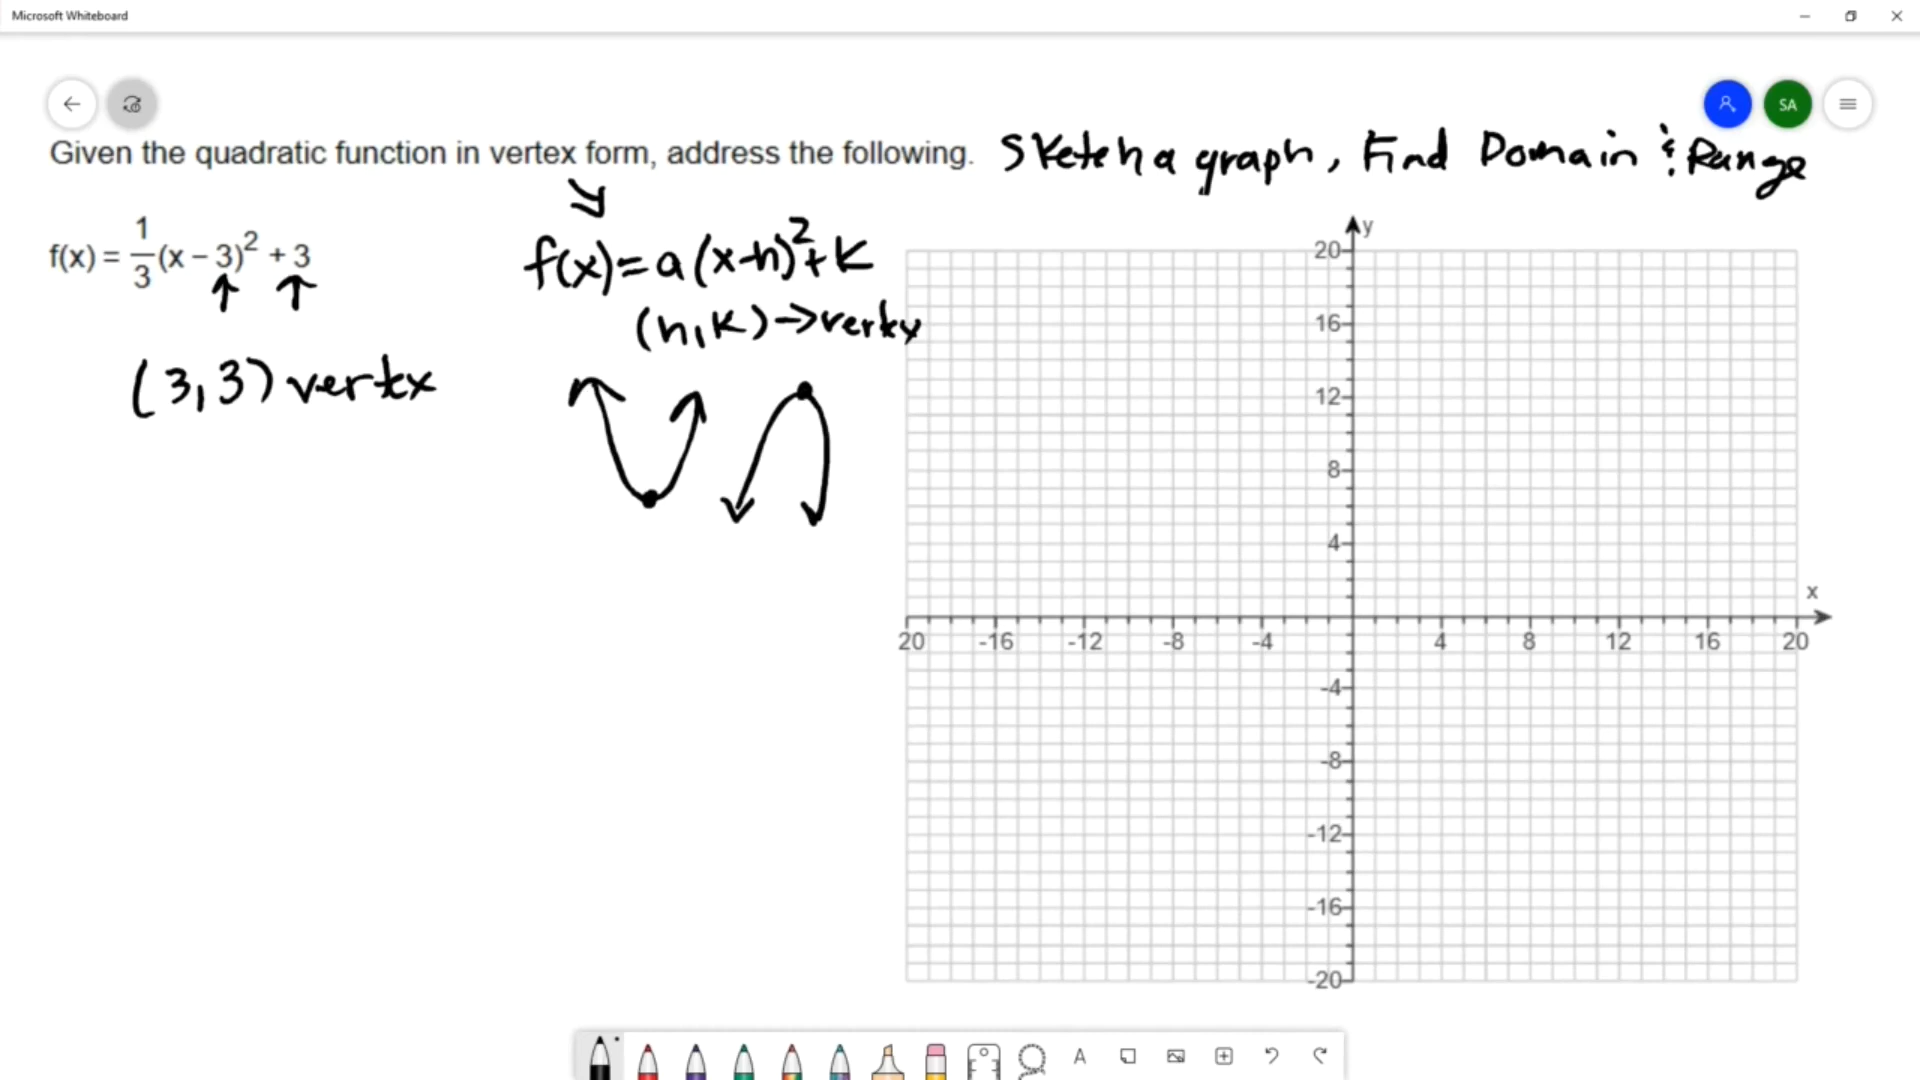 Microsoft Whiteboard
SA
Given the quadratic function in vertex form, address the following. Sketch a graph, Find Domain & Range
f(x) = 1/3 (x − 3)² + 3
f(x) = a(x-h)² + k
(h,k) → vertex
(3,3) vertex
y
20
16
12
8
4
x
20 -16 -12 -8 -4 4 8 12 16 20
-4
-8
-12
-16
-20
A